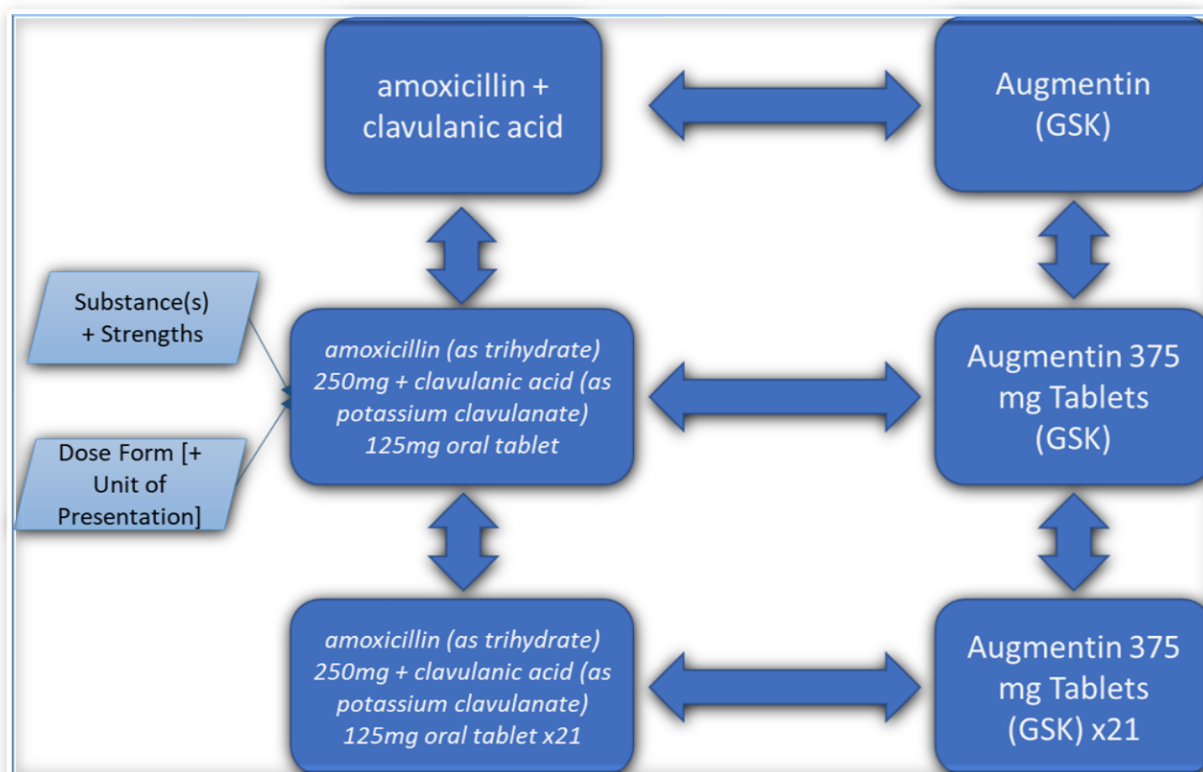 amoxicillin +
clavulanic acid
Augmentin
(GSK)
Substance(s)
+ Strengths
Dose Form [+
Unit of
Presentation]
amoxicillin (as trihydrate)
250mg + clavulanic acid (as
potassium clavulanate)
125mg oral tablet
Augmentin 375
mg Tablets
(GSK)
amoxicillin (as trihydrate)
250mg + clavulanic acid (as
potassium clavulanate)
125mg oral tablet x21
Augmentin 375
mg Tablets
(GSK) x21